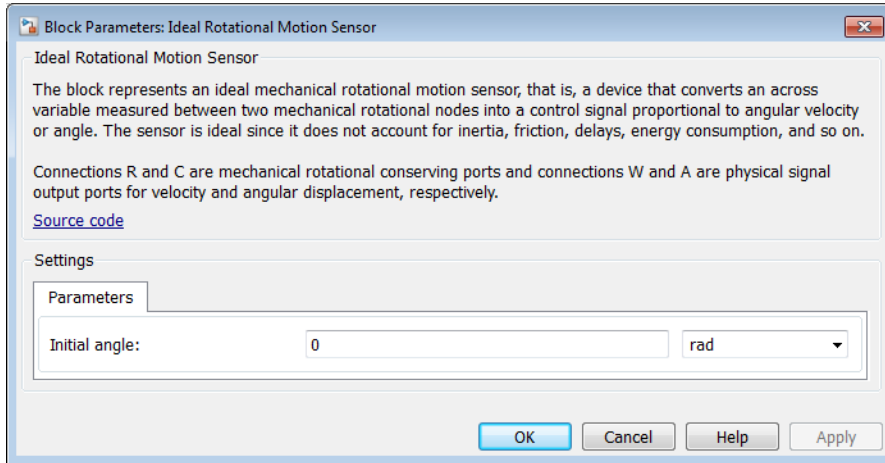 Block Parameters: Ideal Rotational Motion Sensor
Ideal Rotational Motion Sensor
The block represents an ideal mechanical rotational motion sensor, that is, a device that converts an across
variable measured between two mechanical rotational nodes into a control signal proportional to angular velocity
or angle. The sensor is ideal since it does not account for inertia, friction, delays, energy consumption, and so on.
Connections R and C are mechanical rotational conserving ports and connections W and A are physical signal
output ports for velocity and angular displacement, respectively.
Source code
Settings
Parameters
Initial angle: 0 rad
OK Cancel Help Apply